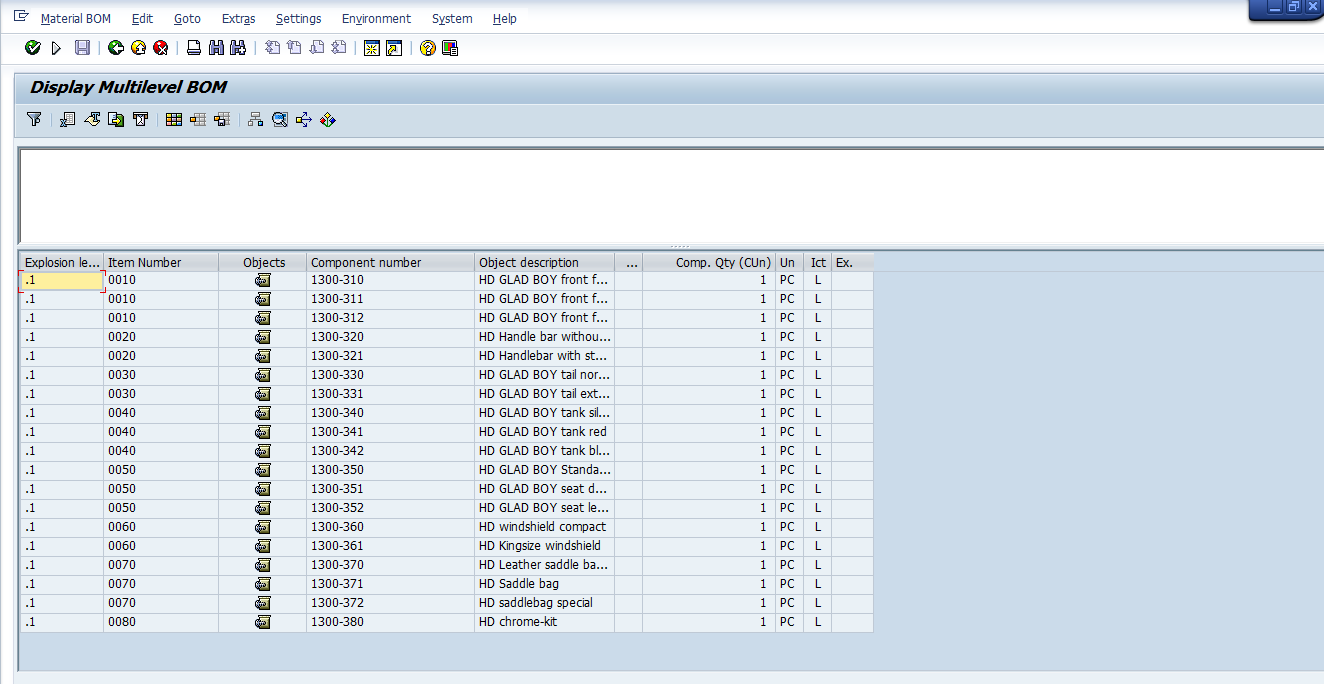 Material BOM Edit Goto Extras Settings Environment System Help
Display Multilevel BOM
Explosion le... Item Number Objects Component number Object description ... Comp. Qty (CUn) Un Ict Ex.
.1 0010 1300-310 HD GLAD BOY front f... 1 PC L
.1 0010 1300-311 HD GLAD BOY front f... 1 PC L
.1 0010 1300-312 HD GLAD BOY front f... 1 PC L
.1 0020 1300-320 HD Handle bar withou... 1 PC L
.1 0020 1300-321 HD Handlebar with st... 1 PC L
.1 0030 1300-330 HD GLAD BOY tail nor... 1 PC L
.1 0030 1300-331 HD GLAD BOY tail ext... 1 PC L
.1 0040 1300-340 HD GLAD BOY tank sil... 1 PC L
.1 0040 1300-341 HD GLAD BOY tank red 1 PC L
.1 0040 1300-342 HD GLAD BOY tank bl... 1 PC L
.1 0050 1300-350 HD GLAD BOY Standa... 1 PC L
.1 0050 1300-351 HD GLAD BOY seat d... 1 PC L
.1 0050 1300-352 HD GLAD BOY seat le... 1 PC L
.1 0060 1300-360 HD windshield compact 1 PC L
.1 0060 1300-361 HD Kingsize windshield 1 PC L
.1 0070 1300-370 HD Leather saddle ba... 1 PC L
.1 0070 1300-371 HD Saddle bag 1 PC L
.1 0070 1300-372 HD saddlebag special 1 PC L
.1 0080 1300-380 HD chrome-kit 1 PC L